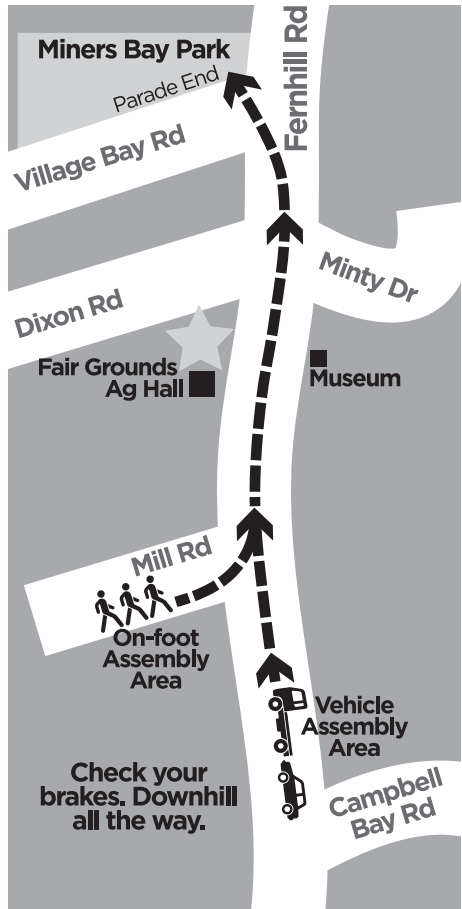 Miners Bay Park
Fernhill Rd
Parade End
Village Bay Rd
Minty Dr
Dixon Rd
Fair Grounds
Ag Hall
Museum
Mill Rd
On-foot
Assembly
Area
Vehicle
Assembly
Area
Check your
brakes. Downhill
all the way.
Campbell
Bay Rd